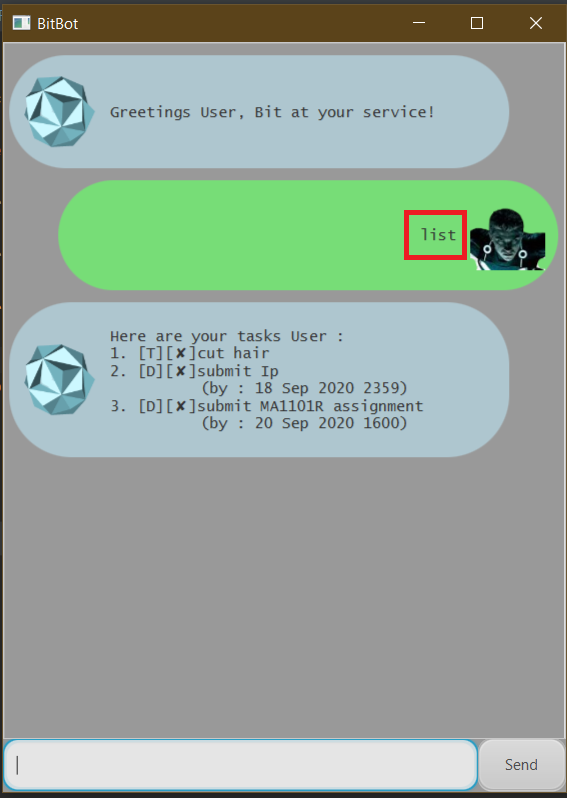 BitBot
Greetings User, Bit at your service!
list
Here are your tasks User :
1. [T][✘]cut hair
2. [D][✘]submit Ip
(by : 18 Sep 2020 2359)
3. [D][✘]submit MA1101R assignment
(by : 20 Sep 2020 1600)
Send